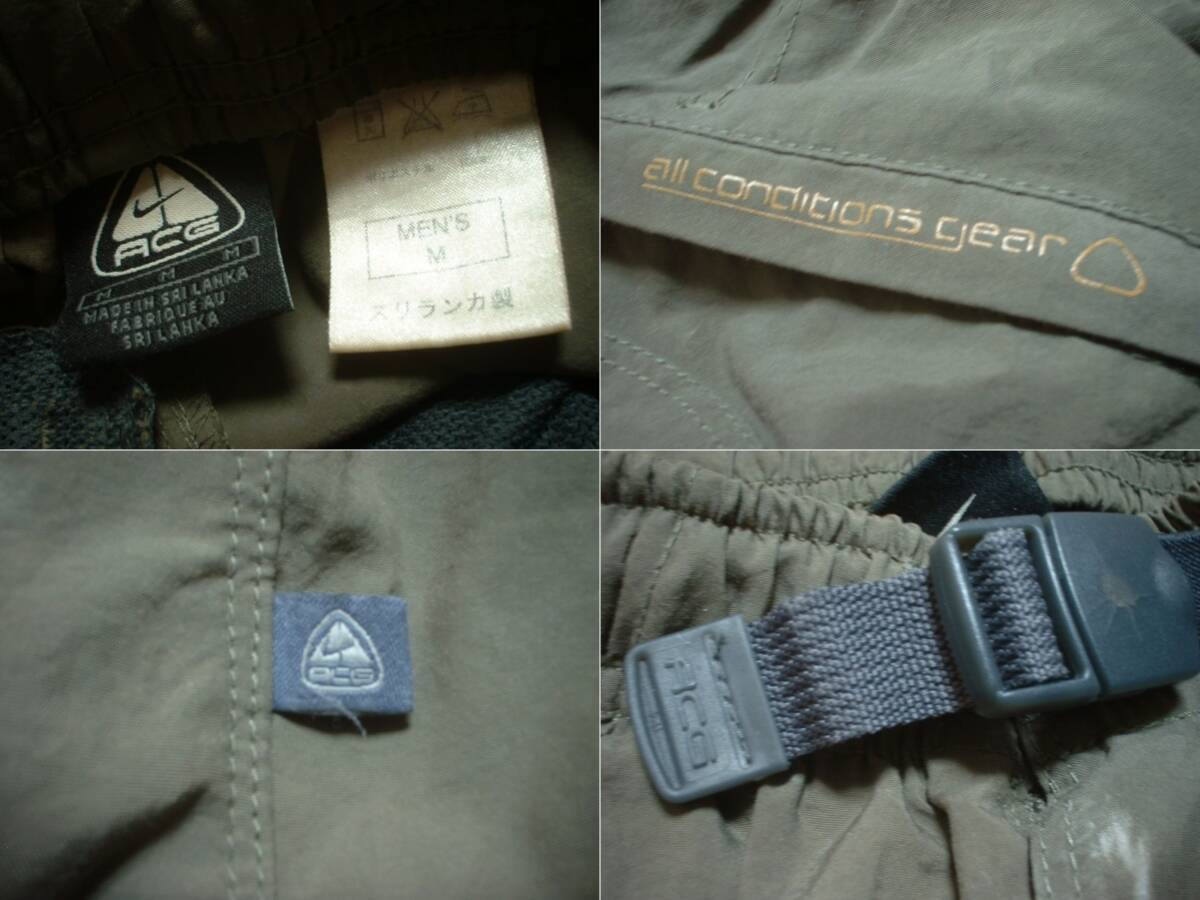 ACG
M M M
MADE IN SRI LANKA
FABRIQUE AU
SRI LANKA
MEN'S
M
スリランカ製
all conditions gear
ACG
ACG